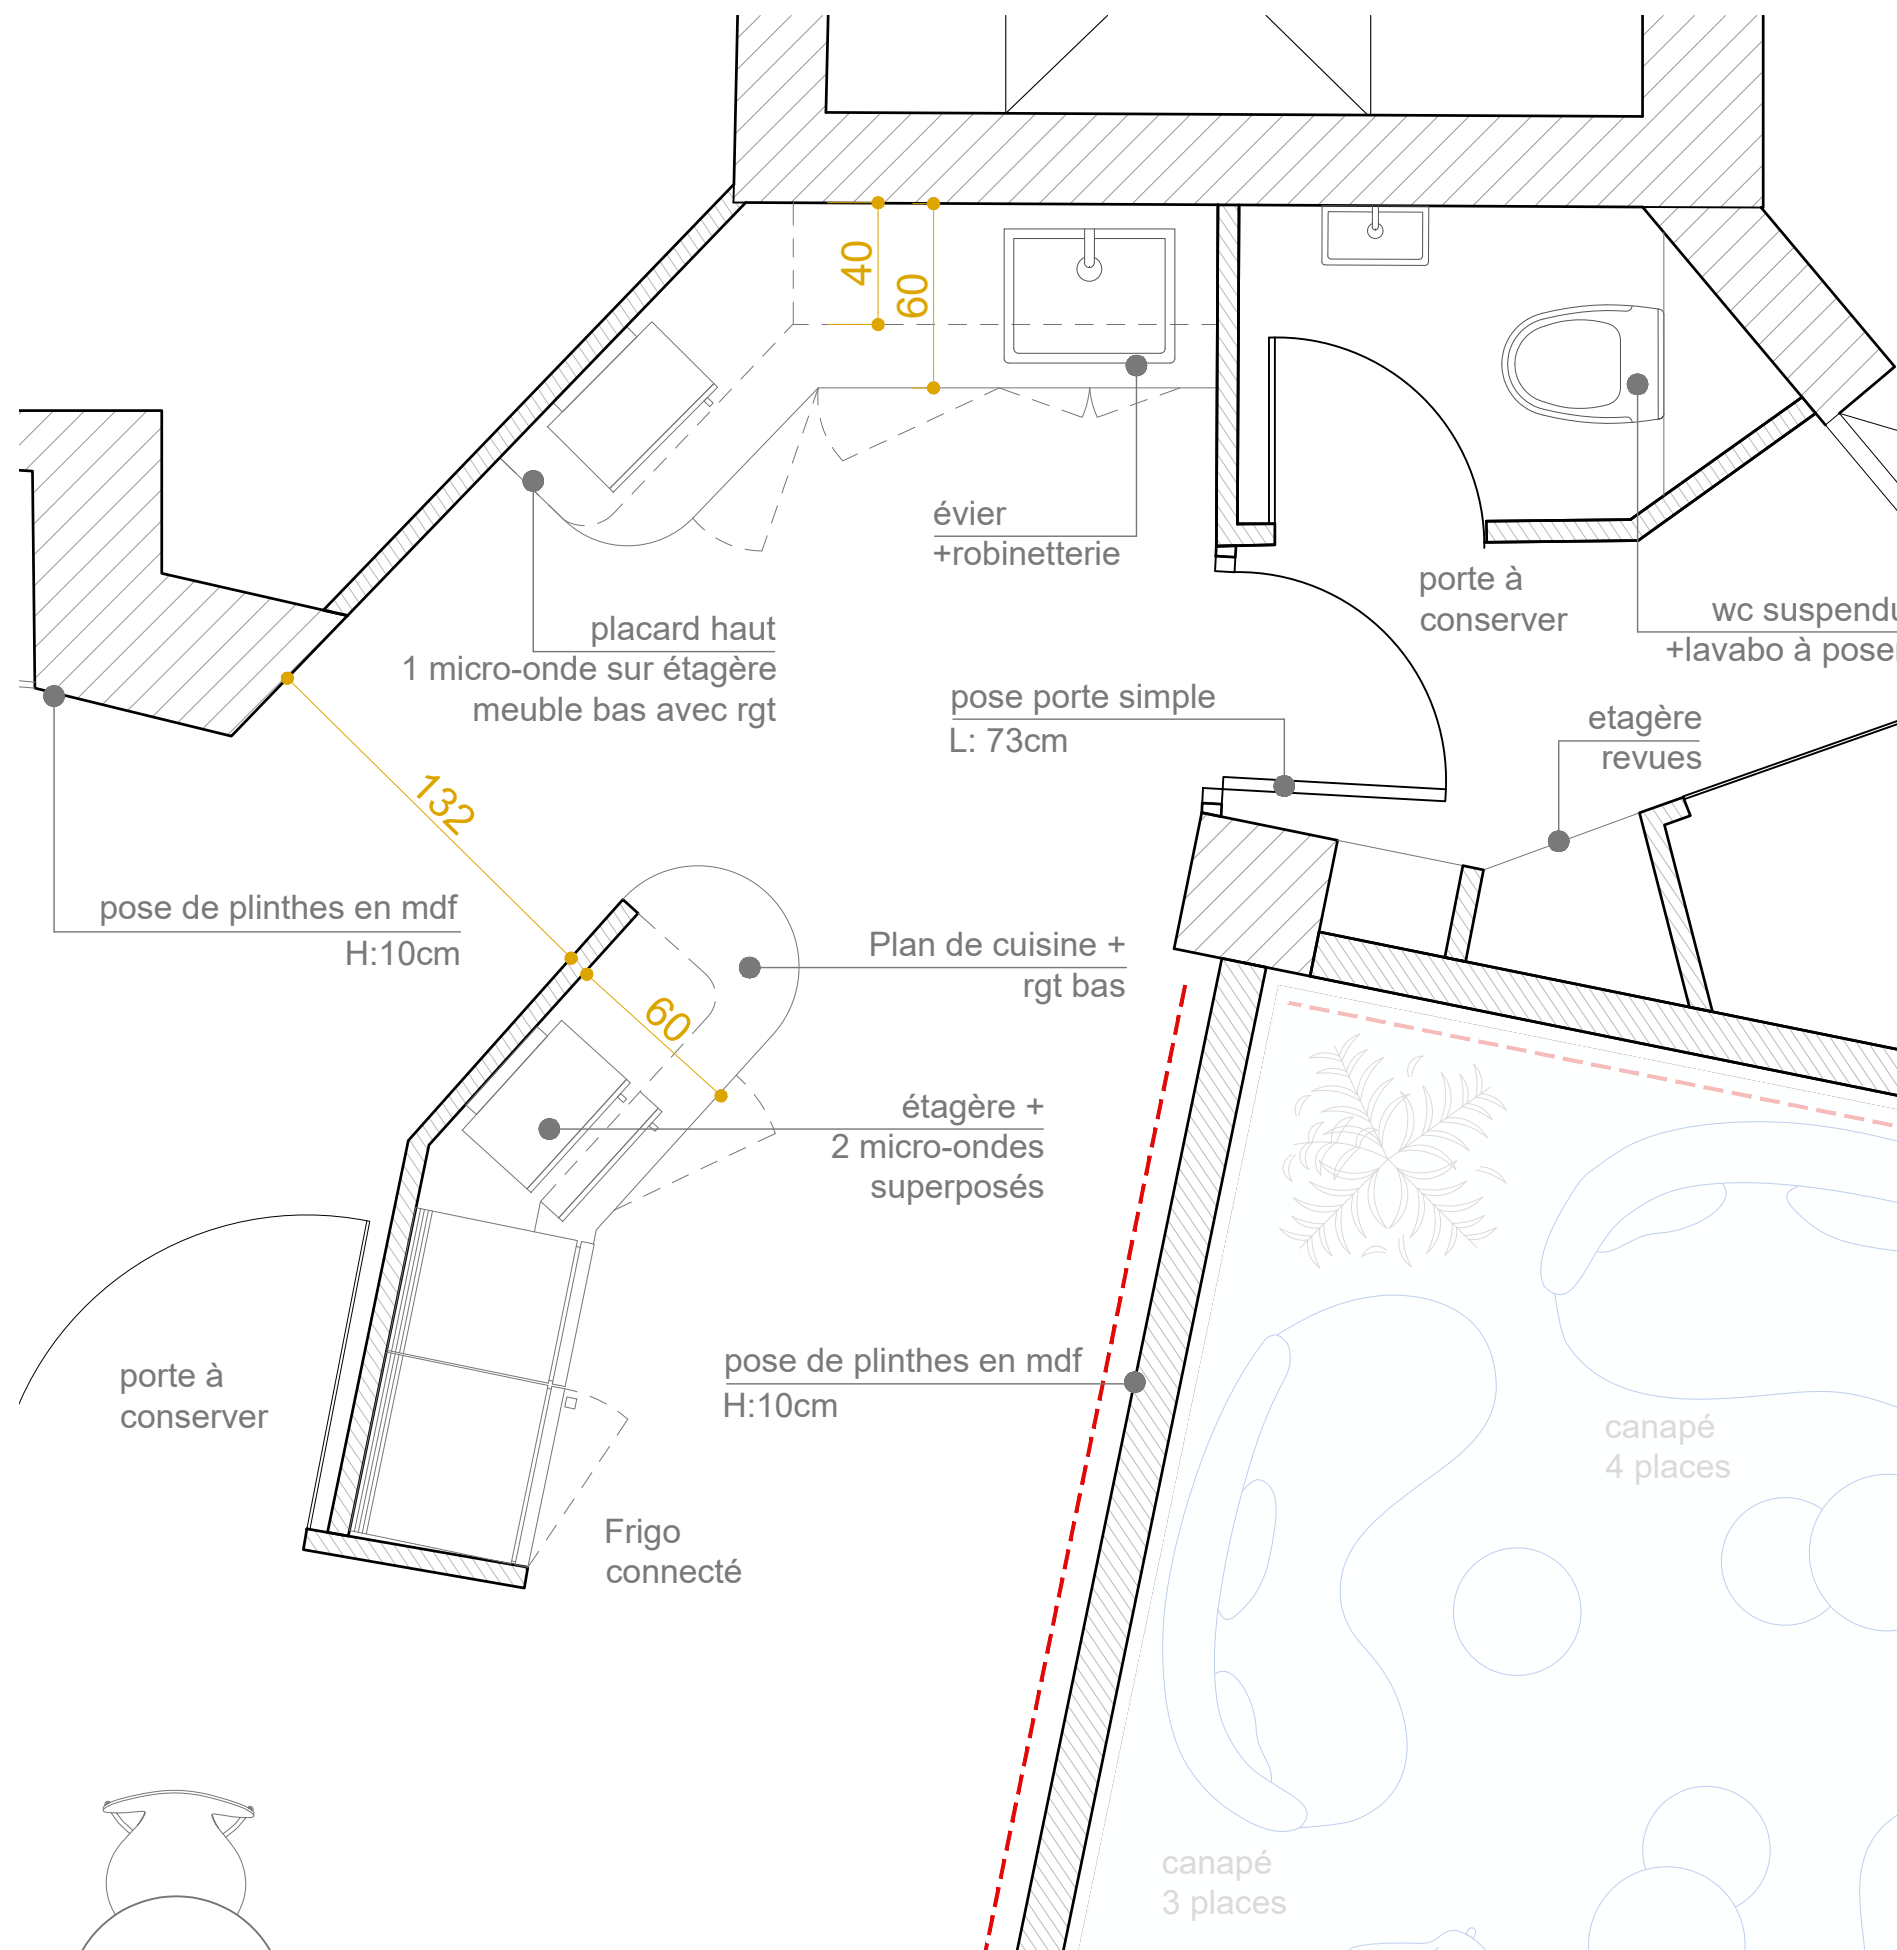 40
60
évier
+robinetterie
porte à
conserver
wc suspendu
+lavabo à poser
placard haut
1 micro-onde sur étagère
meuble bas avec rgt
pose porte simple
L: 73cm
etagère
revues
132
pose de plinthes en mdf
H:10cm
Plan de cuisine +
rgt bas
60
étagère +
2 micro-ondes
superposés
porte à
conserver
pose de plinthes en mdf
H:10cm
canapé
4 places
Frigo
connecté
canapé
3 places